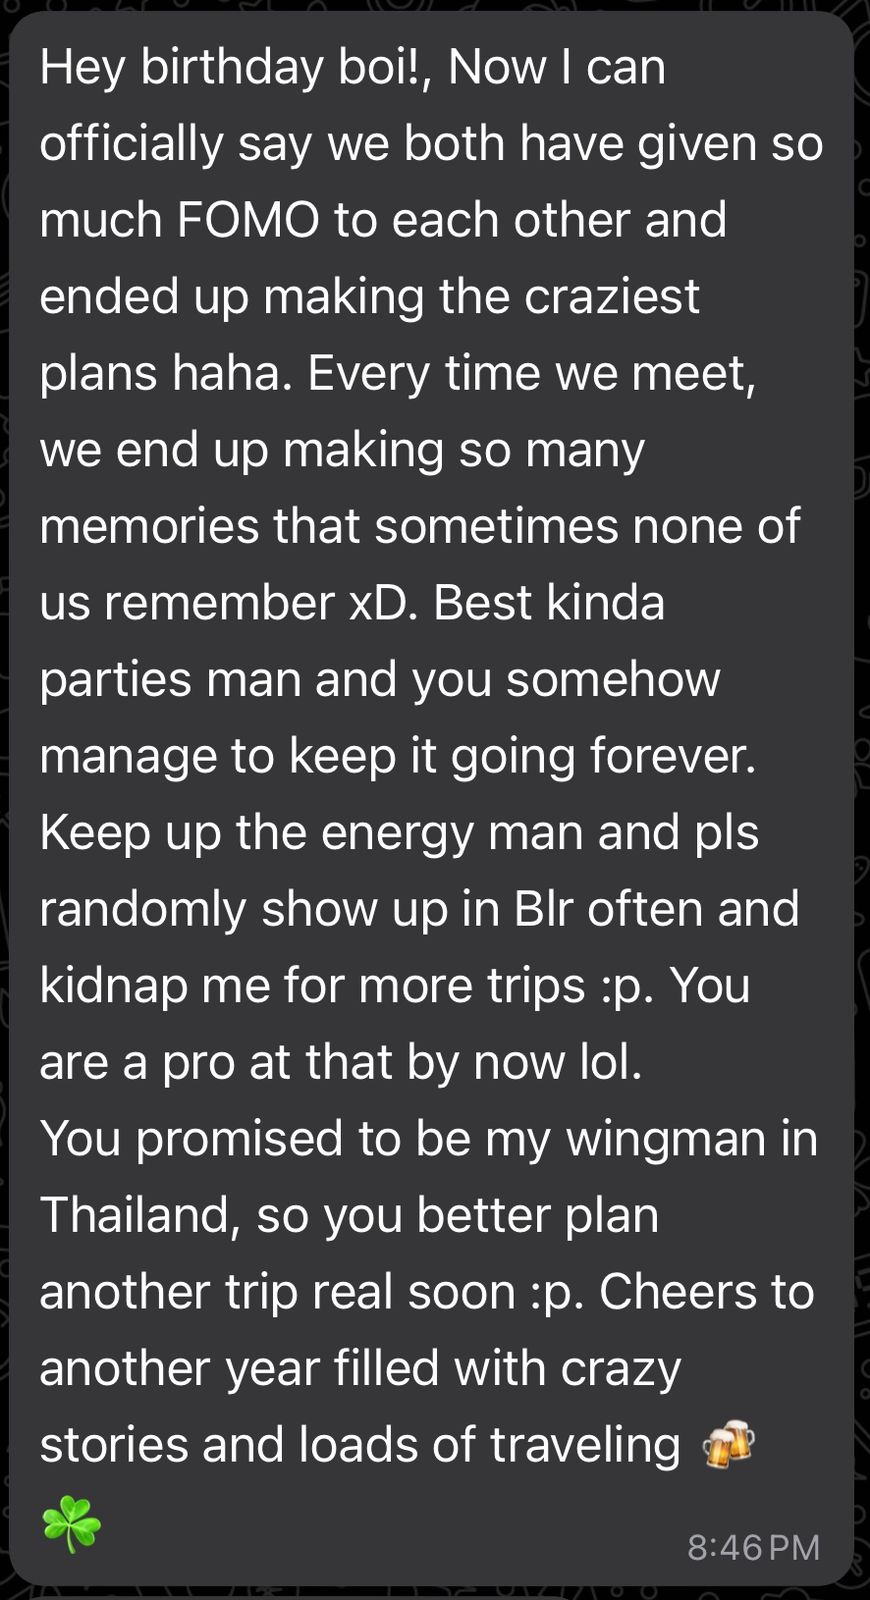 Hey birthday boi!, Now I can
officially say we both have given so
much FOMO to each other and
ended up making the craziest
plans haha. Every time we meet,
we end up making so many
memories that sometimes none of
us remember xD. Best kinda
parties man and you somehow
manage to keep it going forever.
Keep up the energy man and pls
randomly show up in Blr often and
kidnap me for more trips :p. You
are a pro at that by now lol.
You promised to be my wingman in
Thailand, so you better plan
another trip real soon :p. Cheers to
another year filled with crazy
stories and loads of traveling 🍻
☘️
8:46 PM